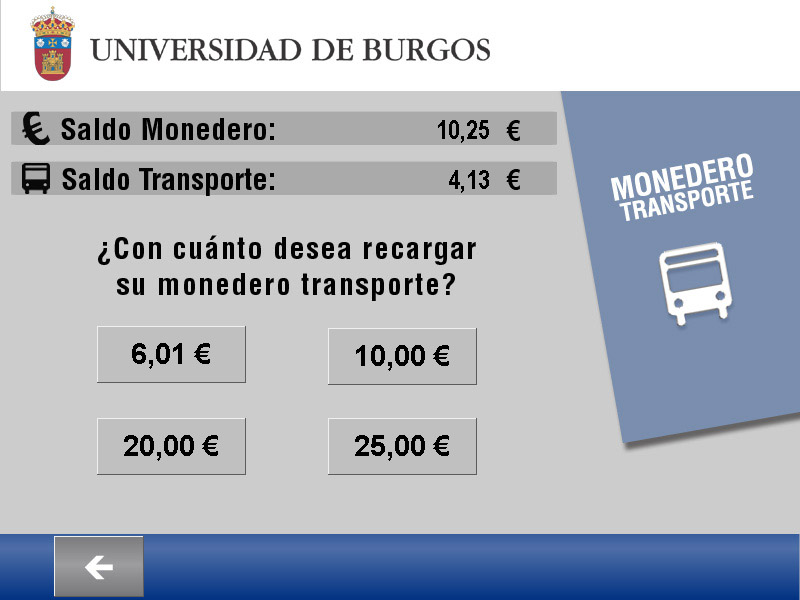 UNIVERSIDAD DE BURGOS
Saldo Monedero: 10,25 €
Saldo Transporte: 4,13 €
MONEDERO
TRANSPORTE
¿Con cuánto desea recargar
su monedero transporte?
6,01 € 10,00 €
20,00 € 25,00 €